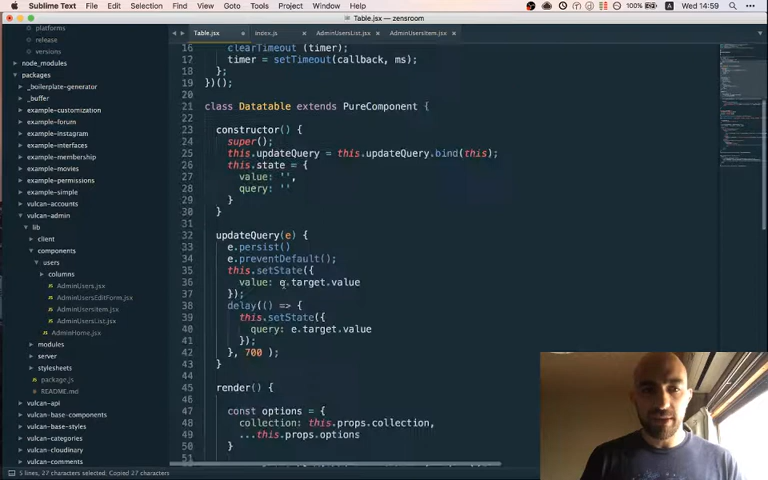 Sublime Text File Edit Selection Find View Goto Tools Project Window Help 100% Wed 14:59
Table.jsx — zensroom
platforms
release
versions
node_modules
packages
_boilerplate-generator
_buffer
example-customization
example-forum
example-instagram
example-interfaces
example-membership
example-movies
example-permissions
example-simple
vulcan-accounts
vulcan-admin
lib
client
components
users
columns
AdminUsers.jsx
AdminUsersEditForm.jsx
AdminUsersItem.jsx
AdminUsersList.jsx
AdminHome.jsx
modules
server
stylesheets
package.js
README.md
vulcan-api
vulcan-base-components
vulcan-base-styles
vulcan-categories
vulcan-cloudinary
vulcan-comments
Table.jsx index.js AdminUsersList.jsx AdminUsersItem.jsx
16 clearTimeout (timer);
17 timer = setTimeout(callback, ms);
18 };
19 })();
20
21 class Datatable extends PureComponent {
22
23 constructor() {
24 super();
25 this.updateQuery = this.updateQuery.bind(this);
26 this.state = {
27 value: '',
28 query: ''
29 }
30 }
31
32 updateQuery(e) {
33 e.persist()
34 e.preventDefault();
35 this.setState({
36 value: e.target.value
37 });
38 delay(() => {
39 this.setState({
40 query: e.target.value
41 });
42 }, 700 );
43 }
44
45 render() {
46
47 const options = {
48 collection: this.props.collection,
49 ...this.props.options
50 }
5 lines, 27 characters selected; Copied 27 characters